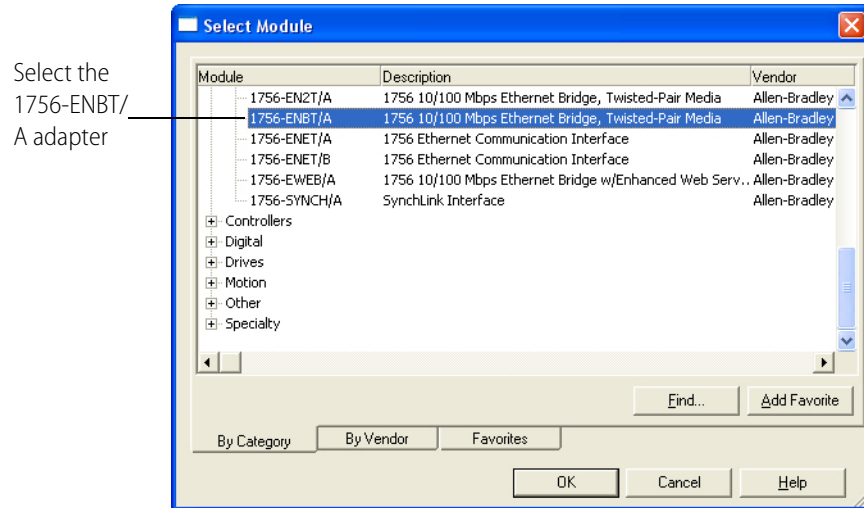 Select Module
Select the
1756-ENBT/
A adapter
Module Description Vendor
1756-EN2T/A 1756 10/100 Mbps Ethernet Bridge, Twisted-Pair Media Allen-Bradley
1756-ENBT/A 1756 10/100 Mbps Ethernet Bridge, Twisted-Pair Media Allen-Bradley
1756-ENET/A 1756 Ethernet Communication Interface Allen-Bradley
1756-ENET/B 1756 Ethernet Communication Interface Allen-Bradley
1756-EWEB/A 1756 10/100 Mbps Ethernet Bridge w/Enhanced Web Serv.. Allen-Bradley
1756-SYNCH/A SynchLink Interface Allen-Bradley
Controllers
Digital
Drives
Motion
Other
Specialty
Find... Add Favorite
By Category By Vendor Favorites
OK Cancel Help